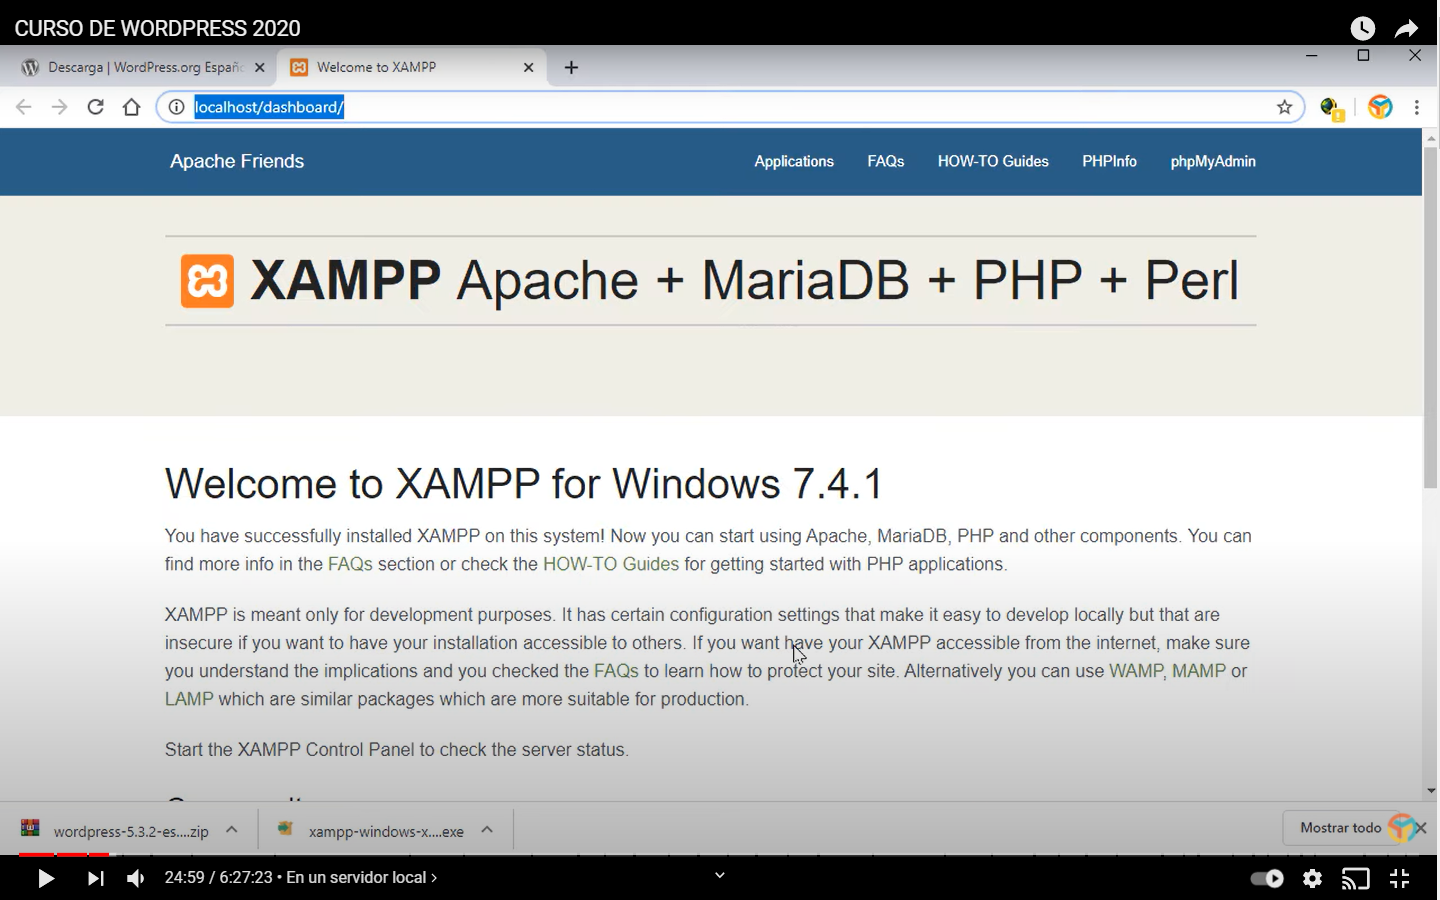 CURSO DE WORDPRESS 2020
Descarga | WordPress.org Españ
Welcome to XAMPP
localhost/dashboard/
Apache Friends
Applications
FAQs
HOW-TO Guides
PHPInfo
phpMyAdmin
XAMPP Apache + MariaDB + PHP + Perl
Welcome to XAMPP for Windows 7.4.1
You have successfully installed XAMPP on this system! Now you can start using Apache, MariaDB, PHP and other components. You can
find more info in the FAQs section or check the HOW-TO Guides for getting started with PHP applications.
XAMPP is meant only for development purposes. It has certain configuration settings that make it easy to develop locally but that are
insecure if you want to have your installation accessible to others. If you want have your XAMPP accessible from the internet, make sure
you understand the implications and you checked the FAQs to learn how to protect your site. Alternatively you can use WAMP, MAMP or
LAMP which are similar packages which are more suitable for production.
Start the XAMPP Control Panel to check the server status.
wordpress-5.3.2-es....zip
xampp-windows-x....exe
Mostrar todo
24:59 / 6:27:23 • En un servidor local ›